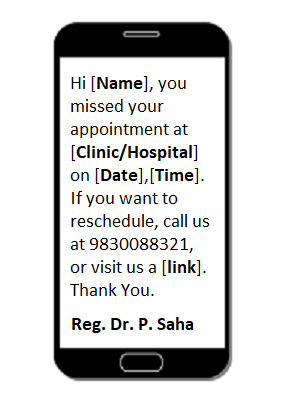 Hi [Name], you
missed your
appointment at
[Clinic/Hospital]
on [Date],[Time].
If you want to
reschedule, call us
at 9830088321,
or visit us a [link].
Thank You.
Reg. Dr. P. Saha